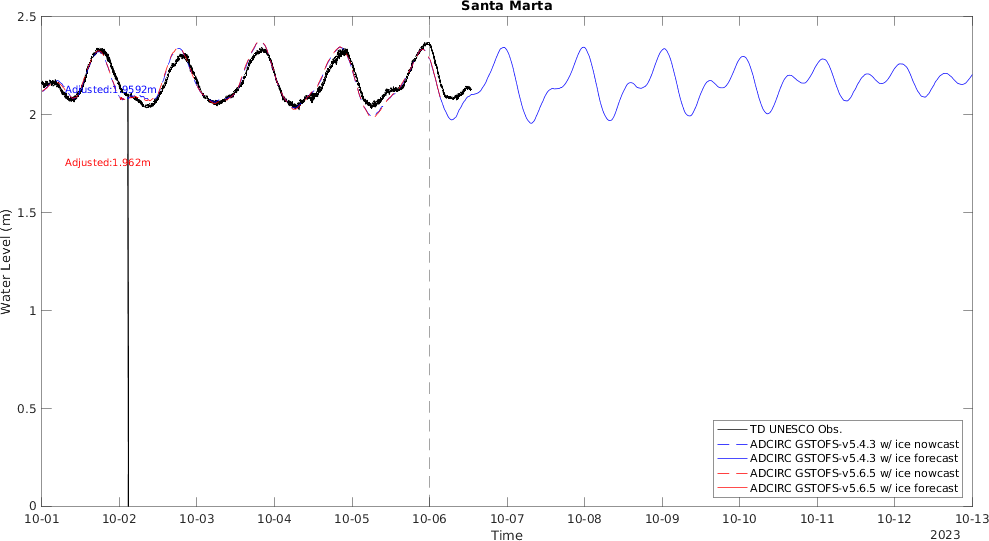 Santa Marta
2.5
2
1.5
1
0.5
0
Water Level (m)
Adjusted:1.9592m
Adjusted:1.962m
TD UNESCO Obs.
ADCIRC GSTOFS-v5.4.3 w/ ice nowcast
ADCIRC GSTOFS-v5.4.3 w/ ice forecast
ADCIRC GSTOFS-v5.6.5 w/ ice nowcast
ADCIRC GSTOFS-v5.6.5 w/ ice forecast
10-01 10-02 10-03 10-04 10-05 10-06 10-07 10-08 10-09 10-10 10-11 10-12 10-13
Time
2023